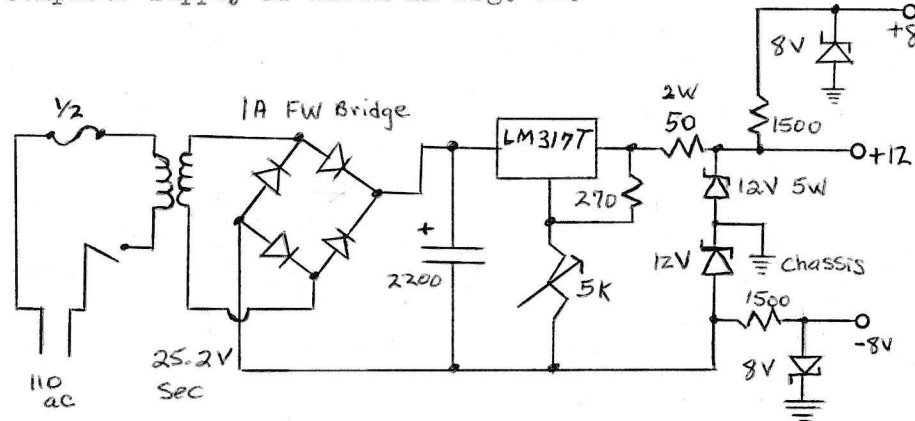 8V
+8
½
1A FW Bridge
2W
50
LM317T
1500
+12
270
12V 5W
+
2200
5K
12V
Chassis
1500
-8V
8V
25.2V
Sec
110
ac